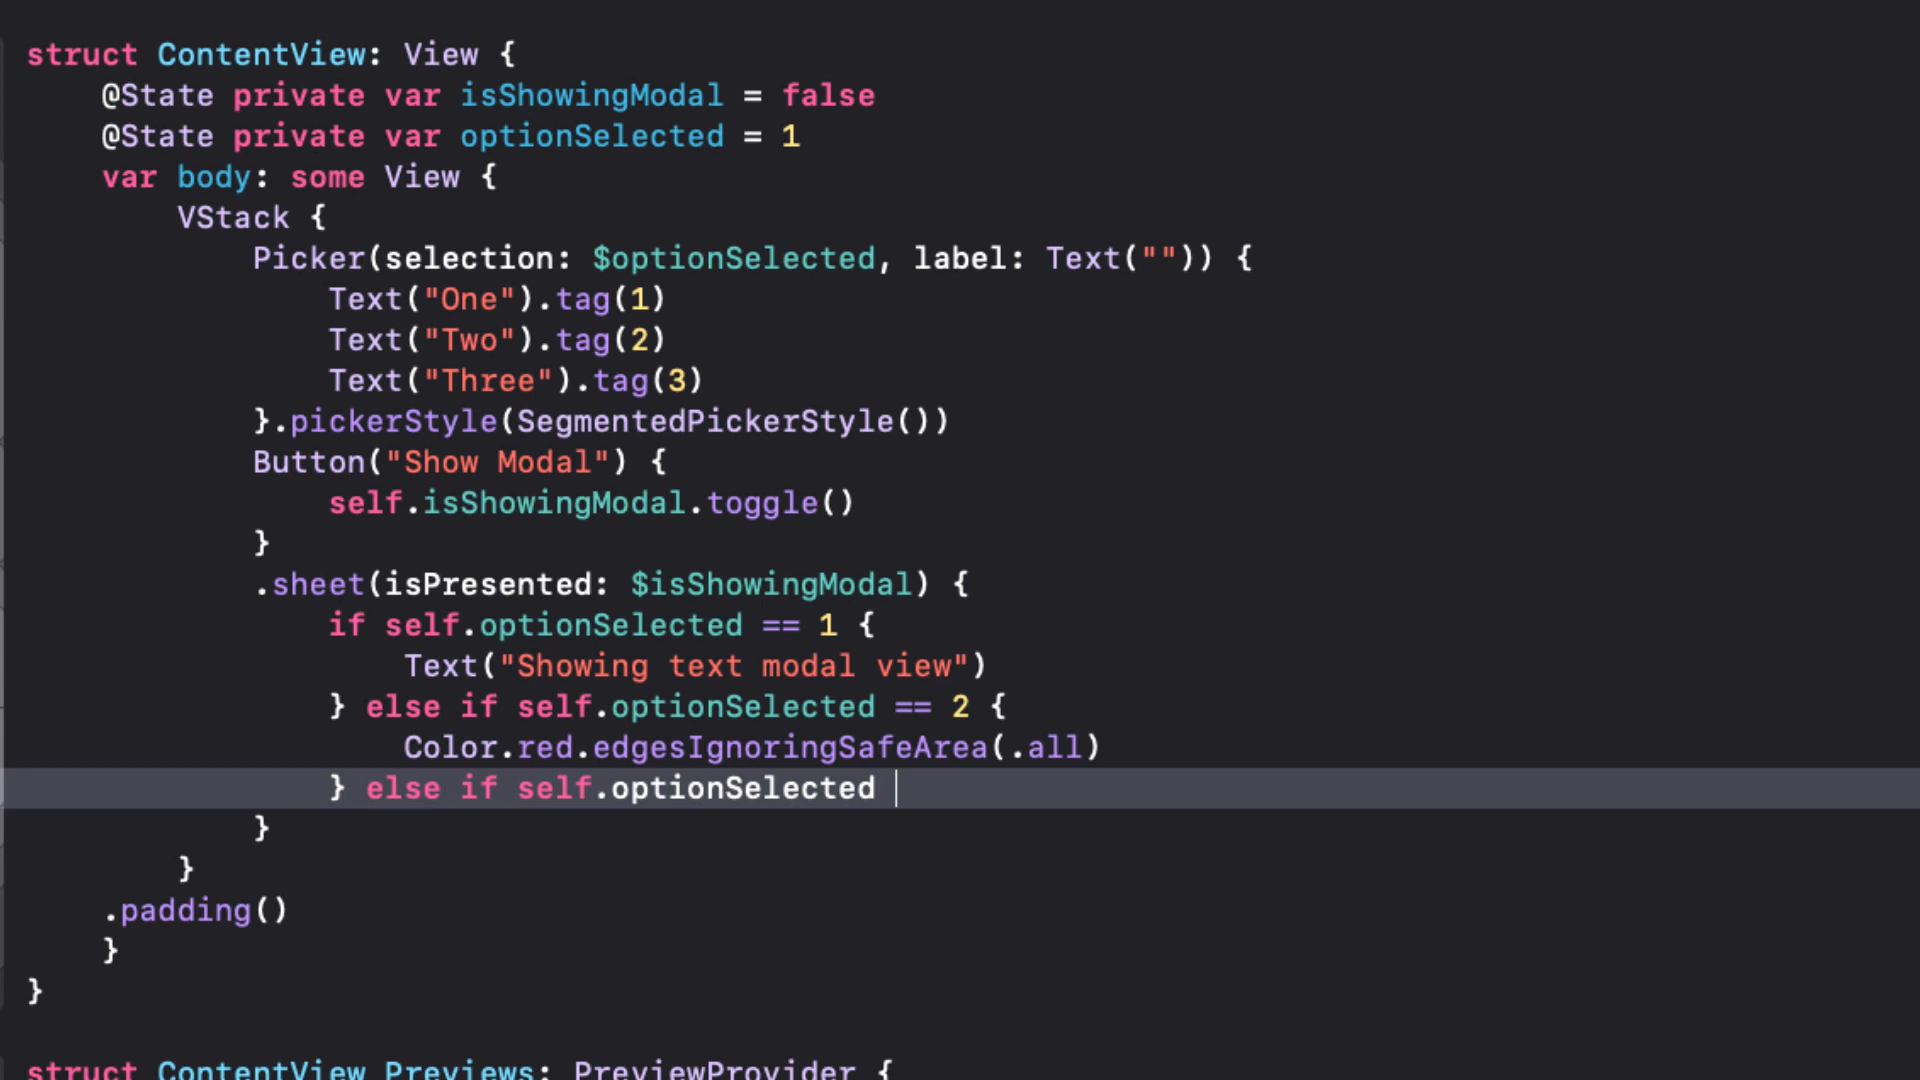 struct ContentView: View {
@State private var isShowingModal = false
@State private var optionSelected = 1
var body: some View {
VStack {
Picker(selection: $optionSelected, label: Text("")) {
Text("One").tag(1)
Text("Two").tag(2)
Text("Three").tag(3)
}.pickerStyle(SegmentedPickerStyle())
Button("Show Modal") {
self.isShowingModal.toggle()
}
.sheet(isPresented: $isShowingModal) {
if self.optionSelected == 1 {
Text("Showing text modal view")
} else if self.optionSelected == 2 {
Color.red.edgesIgnoringSafeArea(.all)
} else if self.optionSelected
}
}
.padding()
}
}
struct ContentView_Previews: PreviewProvider {